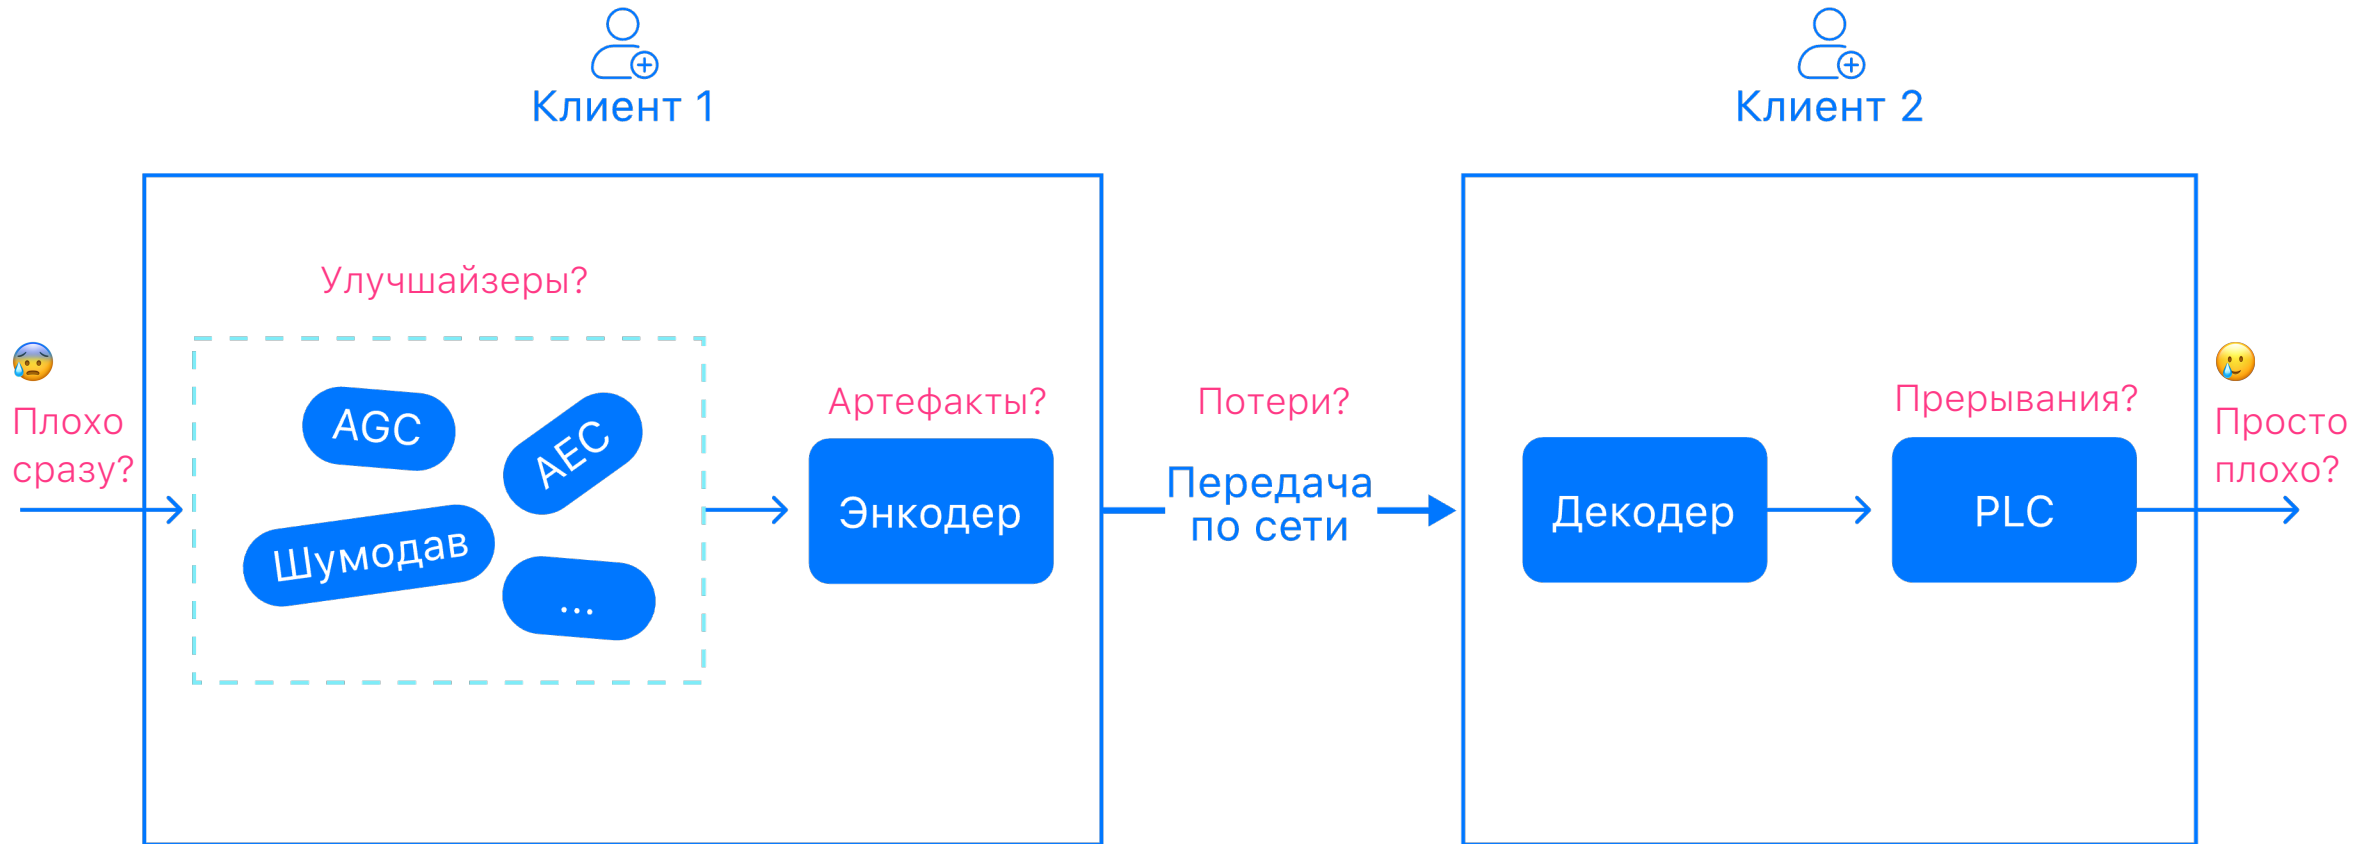 Клиент 1
Клиент 2
Улучшайзеры?
Плохо
сразу?
AGC
AEC
Шумодав
...
Артефакты?
Энкодер
Потери?
Передача
по сети
Декодер
Прерывания?
PLC
Просто
плохо?